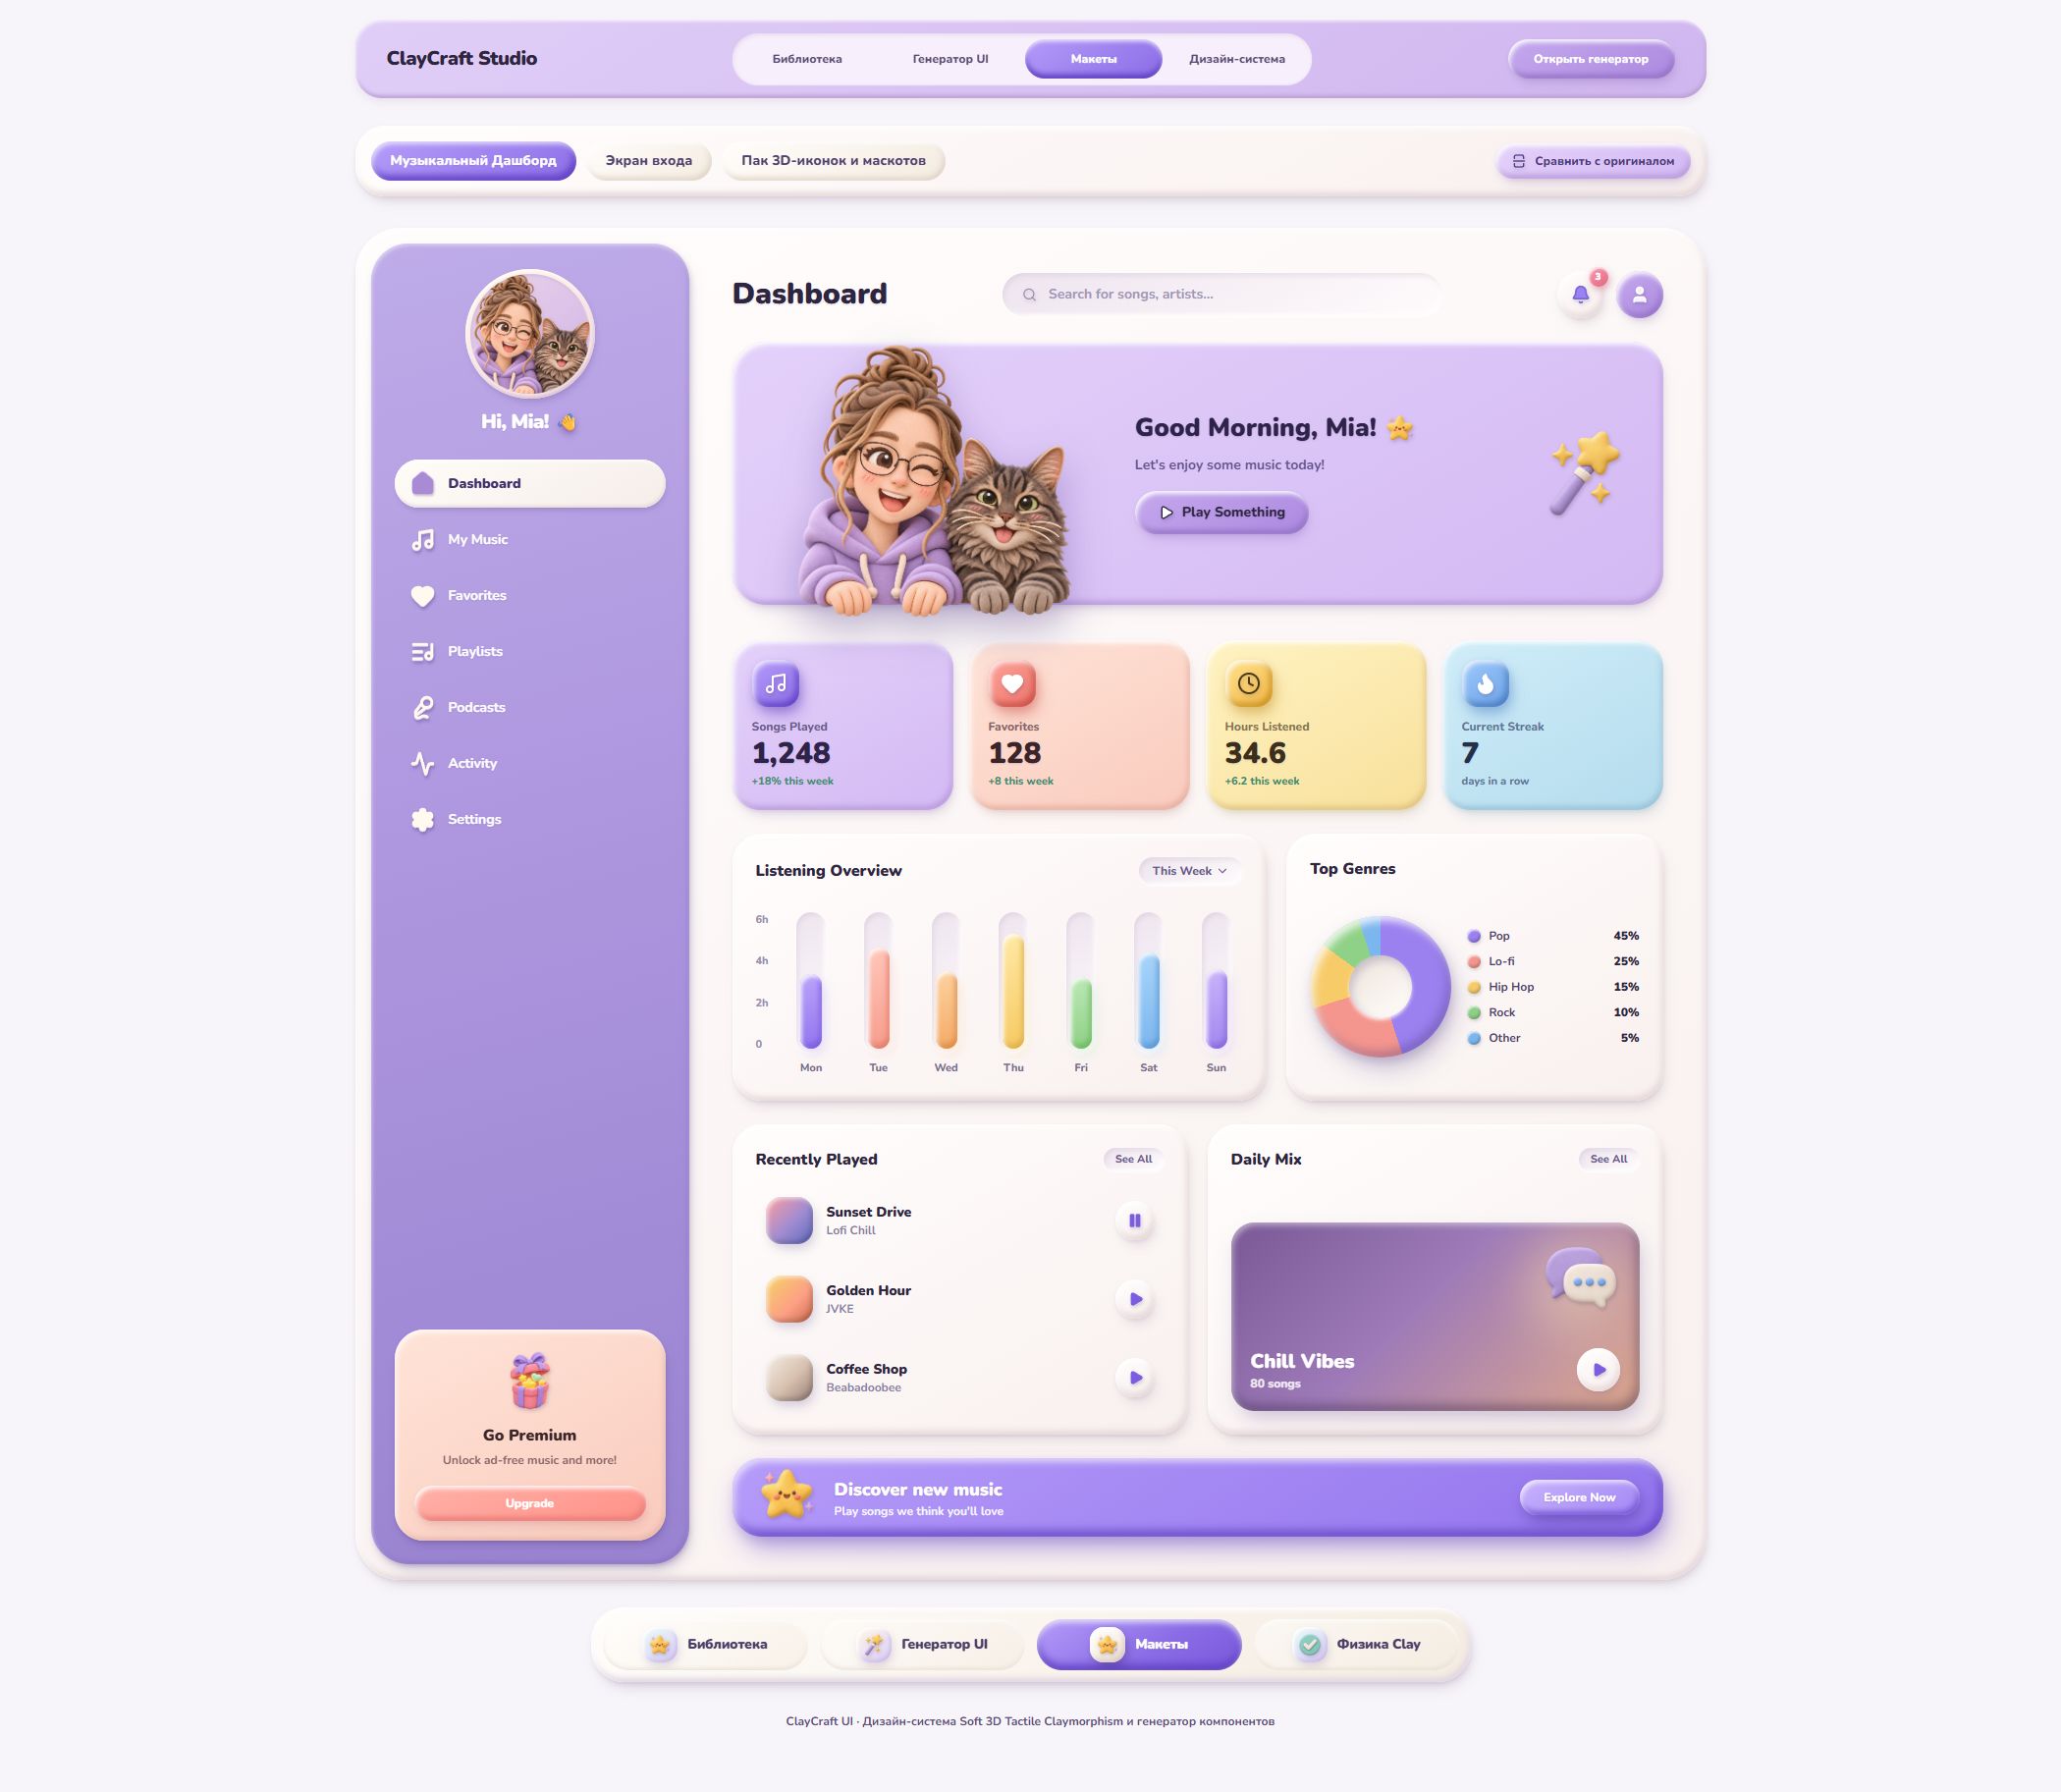 ClayCraft Studio
Библиотека
Генератор UI
Макеты
Дизайн-система
Открыть генератор
Музыкальный Дашборд
Экран входа
Пак 3D-иконок и маскотов
Сравнить с оригиналом
Hi, Mia! 👋
Dashboard
My Music
Favorites
Playlists
Podcasts
Activity
Settings
Go Premium
Unlock ad-free music and more!
Upgrade
Dashboard
Search for songs, artists...
3
Good Morning, Mia!
Let's enjoy some music today!
Play Something
Songs Played
1,248
+18% this week
Favorites
128
+8 this week
Hours Listened
34.6
+6.2 this week
Current Streak
7
days in a row
Listening Overview
This Week
6h
4h
2h
0
Mon
Tue
Wed
Thu
Fri
Sat
Sun
Top Genres
Pop 45%
Lo-fi 25%
Hip Hop 15%
Rock 10%
Other 5%
Recently Played
See All
Sunset Drive
Lofi Chill
Golden Hour
JVKE
Coffee Shop
Beabadoobee
Daily Mix
See All
Chill Vibes
80 songs
Discover new music
Play songs we think you'll love
Explore Now
Библиотека
Генератор UI
Макеты
Физика Clay
ClayCraft UI · Дизайн-система Soft 3D Tactile Claymorphism и генератор компонентов